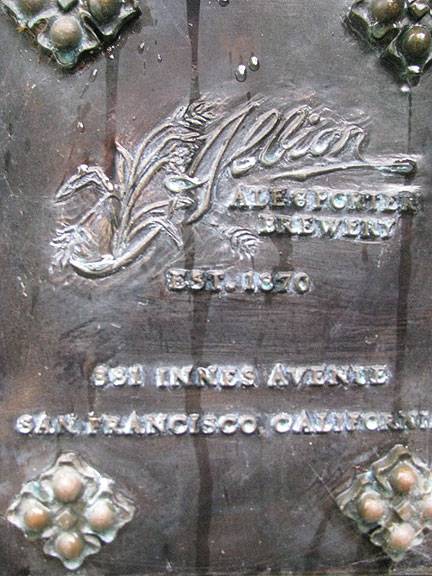 Albion
ALE & PORTER
BREWERY
EST. 1870
881 INNES AVENUE
SAN FRANCISCO, CALIFORNIA